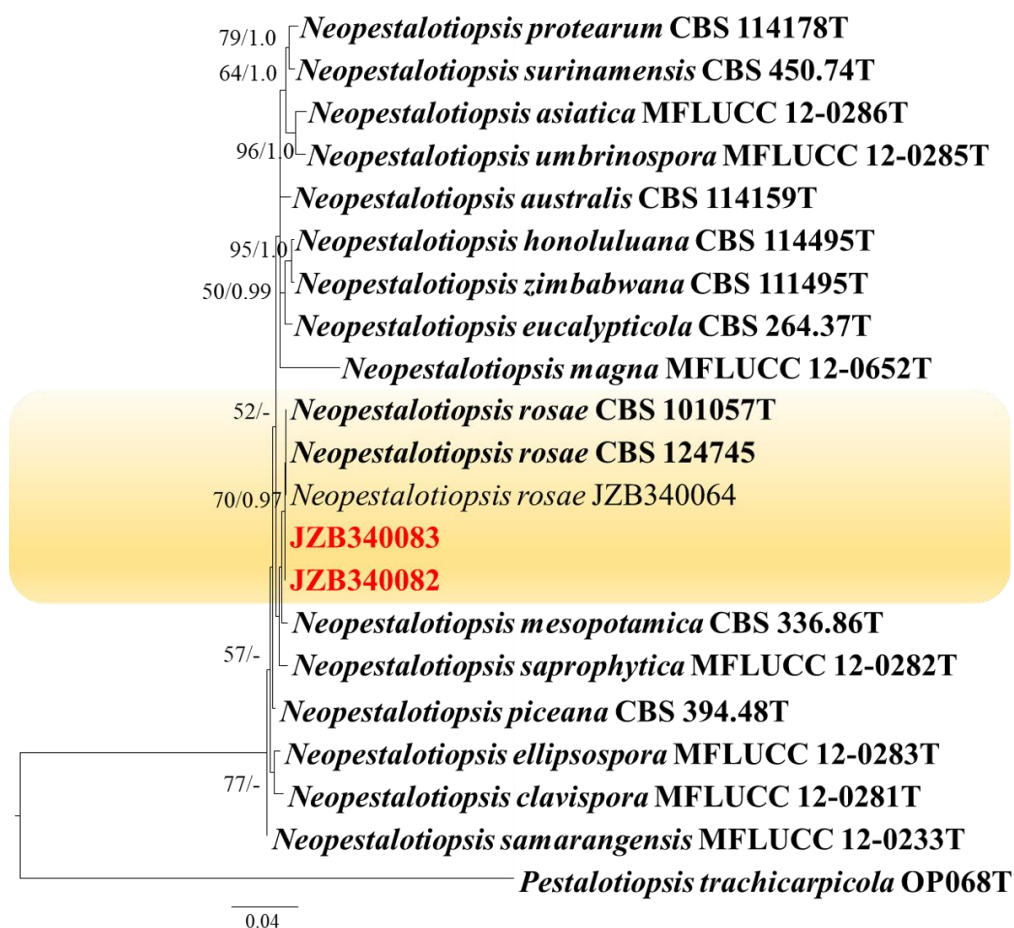 79/1.0
Neopestalotiopsis protearum CBS 114178T
64/1.0
Neopestalotiopsis surinamensis CBS 450.74T
Neopestalotiopsis asiatica MFLUCC 12-0286T
96/1.0
Neopestalotiopsis umbrinospora MFLUCC 12-0285T
Neopestalotiopsis australis CBS 114159T
95/1.0
Neopestalotiopsis honoluluana CBS 114495T
Neopestalotiopsis zimbabwana CBS 111495T
50/0.99
Neopestalotiopsis eucalypticola CBS 264.37T
Neopestalotiopsis magna MFLUCC 12-0652T
52/-
Neopestalotiopsis rosae CBS 101057T
Neopestalotiopsis rosae CBS 124745
70/0.97
Neopestalotiopsis rosae JZB340064
JZB340083
JZB340082
Neopestalotiopsis mesopotamica CBS 336.86T
57/-
Neopestalotiopsis saprophytica MFLUCC 12-0282T
Neopestalotiopsis piceana CBS 394.48T
Neopestalotiopsis ellipsospora MFLUCC 12-0283T
77/-
Neopestalotiopsis clavispora MFLUCC 12-0281T
Neopestalotiopsis samarangensis MFLUCC 12-0233T
Pestalotiopsis trachicarpicola OP068T
0.04